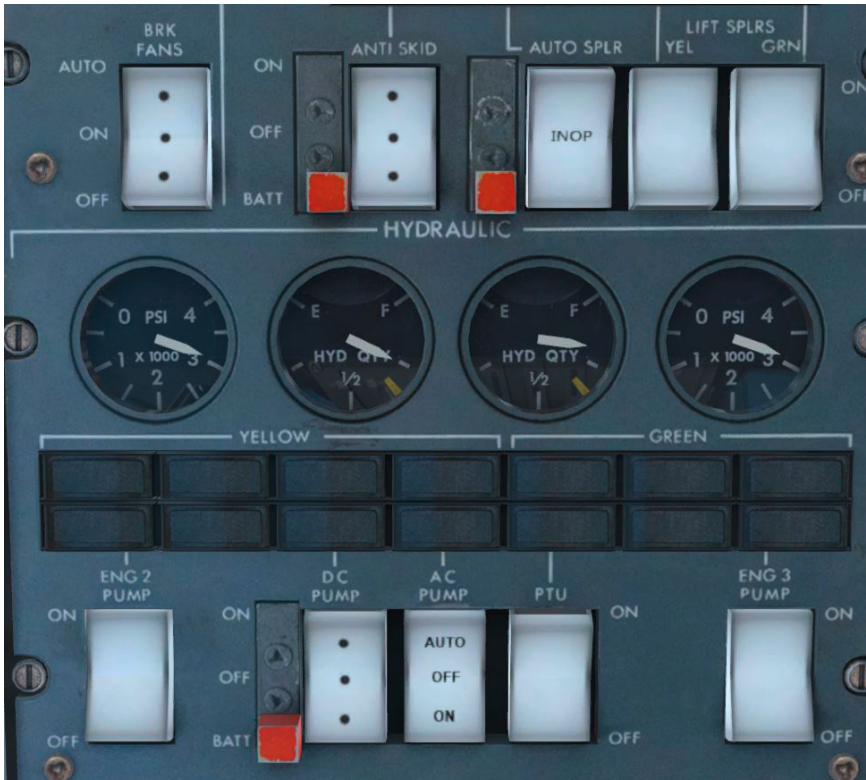 BRK
FANS
AUTO
ON
OFF
ON
OFF
BATT
ANTI SKID
AUTO SPLR
INOP
LIFT SPLRS
YEL
GRN
ON
OFF
HYDRAULIC
0 PSI 4
1 X 1000 3
2
E F
HYD QTY
1/2
E F
HYD QTY
1/2
0 PSI 4
1 X 1000 3
2
YELLOW
GREEN
ENG 2
PUMP
ON
OFF
DC
PUMP
ON
OFF
BATT
AC
PUMP
AUTO
OFF
ON
PTU
ON
OFF
ENG 3
PUMP
ON
OFF